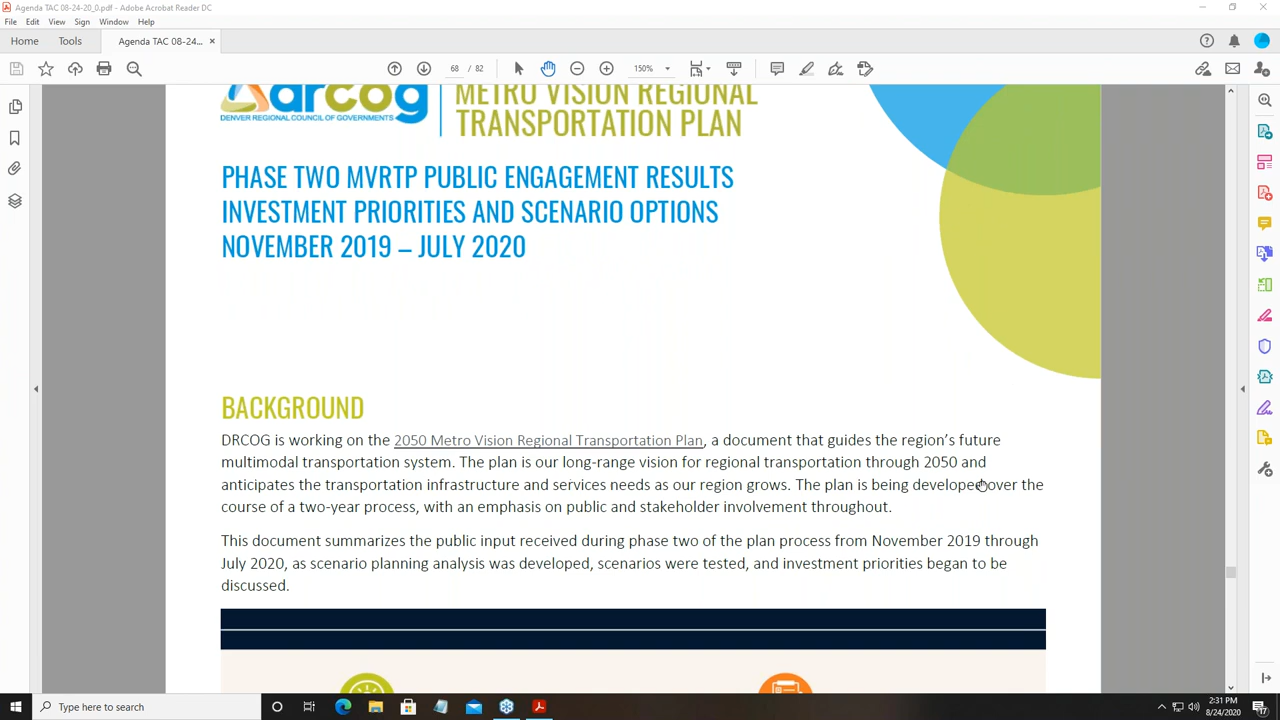 Agenda TAC 08-24-20_0.pdf - Adobe Acrobat Reader DC
File Edit View Sign Window Help
Home Tools Agenda TAC 08-24... ×
68 / 82 150%
drcog
DENVER REGIONAL COUNCIL OF GOVERNMENTS
METRO VISION REGIONAL
TRANSPORTATION PLAN
PHASE TWO MVRTP PUBLIC ENGAGEMENT RESULTS
INVESTMENT PRIORITIES AND SCENARIO OPTIONS
NOVEMBER 2019 – JULY 2020
BACKGROUND
DRCOG is working on the 2050 Metro Vision Regional Transportation Plan, a document that guides the region’s future
multimodal transportation system. The plan is our long-range vision for regional transportation through 2050 and
anticipates the transportation infrastructure and services needs as our region grows. The plan is being developed over the
course of a two-year process, with an emphasis on public and stakeholder involvement throughout.
This document summarizes the public input received during phase two of the plan process from November 2019 through
July 2020, as scenario planning analysis was developed, scenarios were tested, and investment priorities began to be
discussed.
Type here to search
2:31 PM
8/24/2020
17